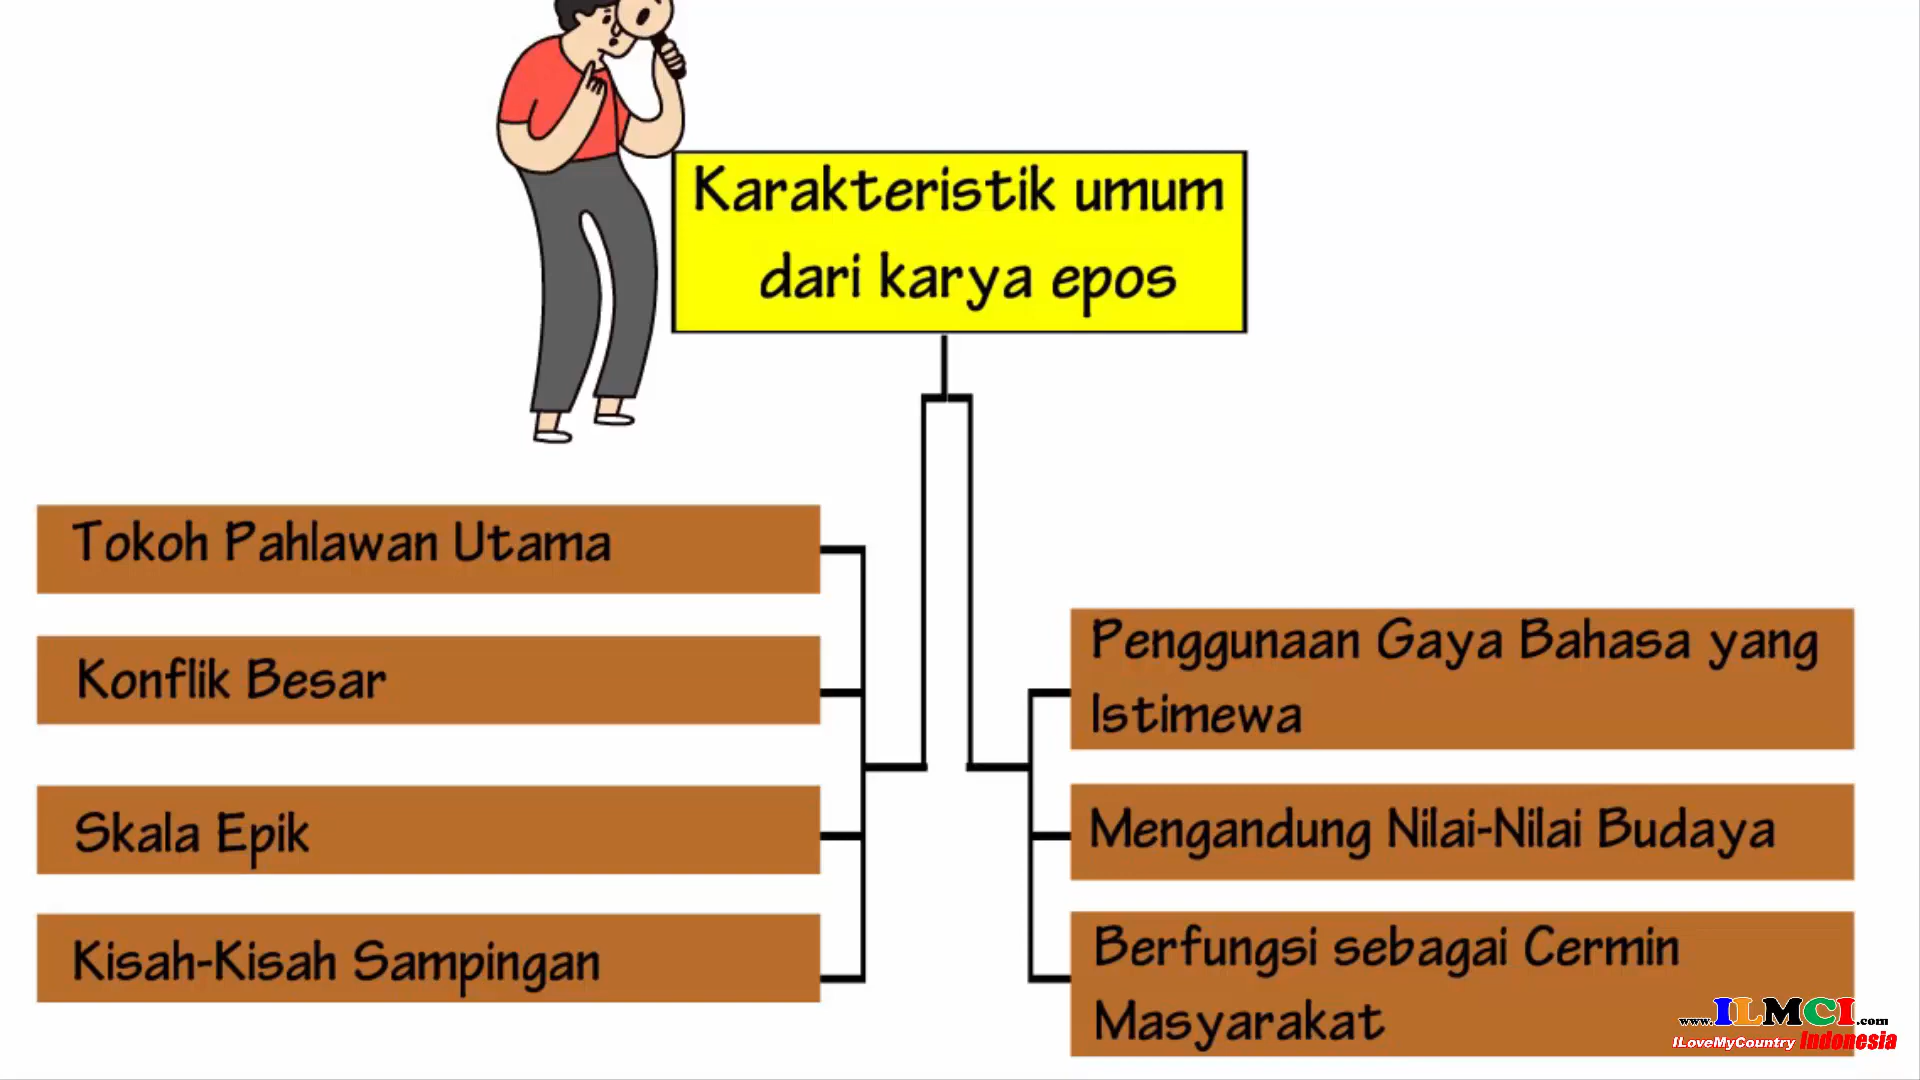 Karakteristik umum
dari karya epos
Tokoh Pahlawan Utama
Konflik Besar
Skala Epik
Kisah-Kisah Sampingan
Penggunaan Gaya Bahasa yang
Istimewa
Mengandung Nilai-Nilai Budaya
Berfungsi sebagai Cermin
Masyarakat
www.ILMCI.com
ILoveMyCountry Indonesia